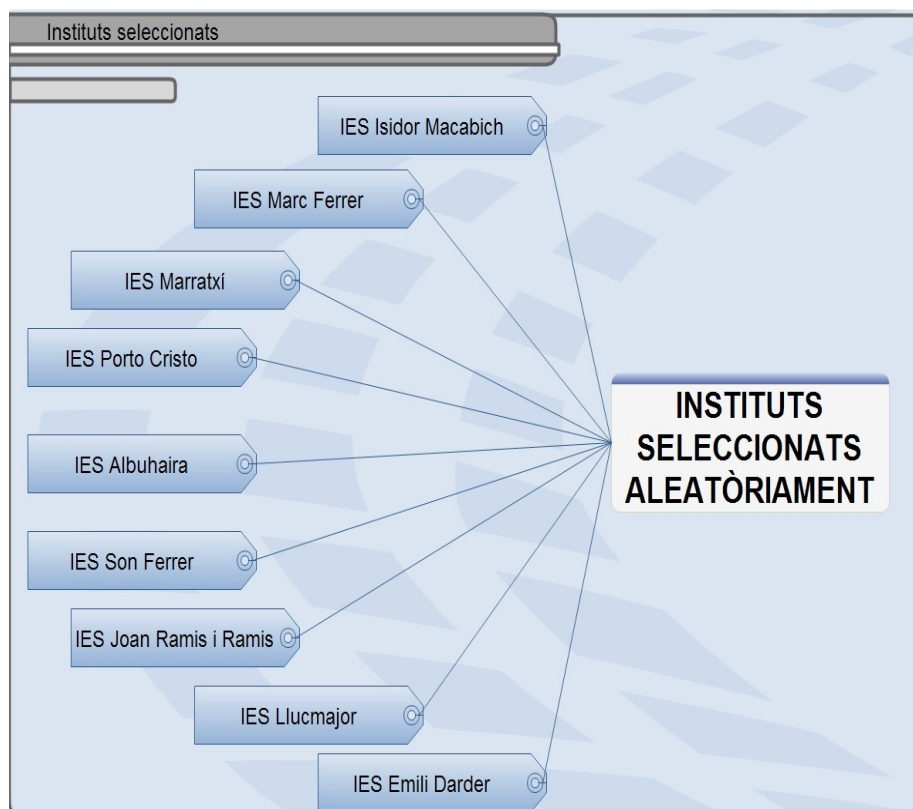 Instituts seleccionats
IES Isidor Macabich
IES Marc Ferrer
IES Marratxí
IES Porto Cristo
IES Albuhaira
IES Son Ferrer
IES Joan Ramis i Ramis
IES Llucmajor
IES Emili Darder
INSTITUTS
SELECCIONATS
ALEATÒRIAMENT